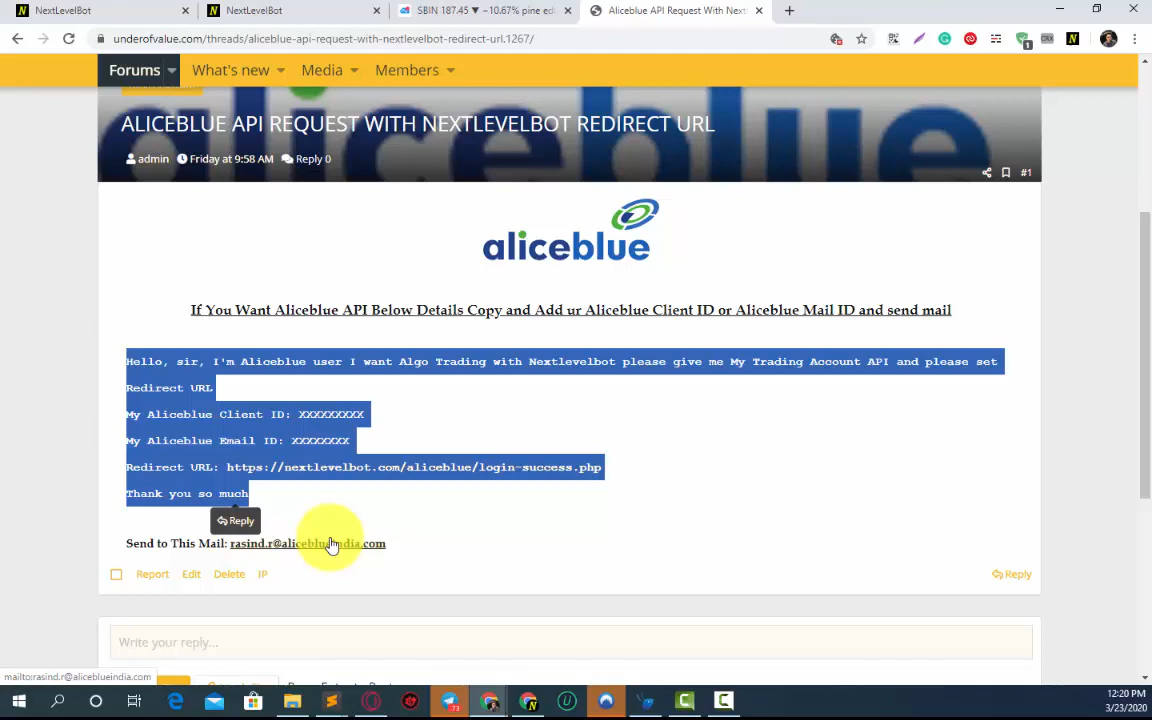 NextLevelBot
NextLevelBot
SBIN 187.45 ▼ −10.67% pine ed
Aliceblue API Request With Next
underofvalue.com/threads/aliceblue-api-request-with-nextlevelbot-redirect-url.1267/
Forums What's new Media Members
aliceblue
ALICEBLUE API REQUEST WITH NEXTLEVELBOT REDIRECT URL
admin Friday at 9:58 AM Reply 0
#1
aliceblue
If You Want Aliceblue API Below Details Copy and Add ur Aliceblue Client ID or Aliceblue Mail ID and send mail
Hello, sir, I'm Aliceblue user I want Algo Trading with Nextlevelbot please give me My Trading Account API and please set
Redirect URL
My Aliceblue Client ID: XXXXXXXXX
My Aliceblue Email ID: XXXXXXXX
Redirect URL: https://nextlevelbot.com/aliceblue/login-success.php
Thank you so much
Reply
Send to This Mail: rasind.r@aliceblueindia.com
Report Edit Delete IP
Reply
Write your reply...
mailto:rasind.r@aliceblueindia.com
12:20 PM
3/23/2020